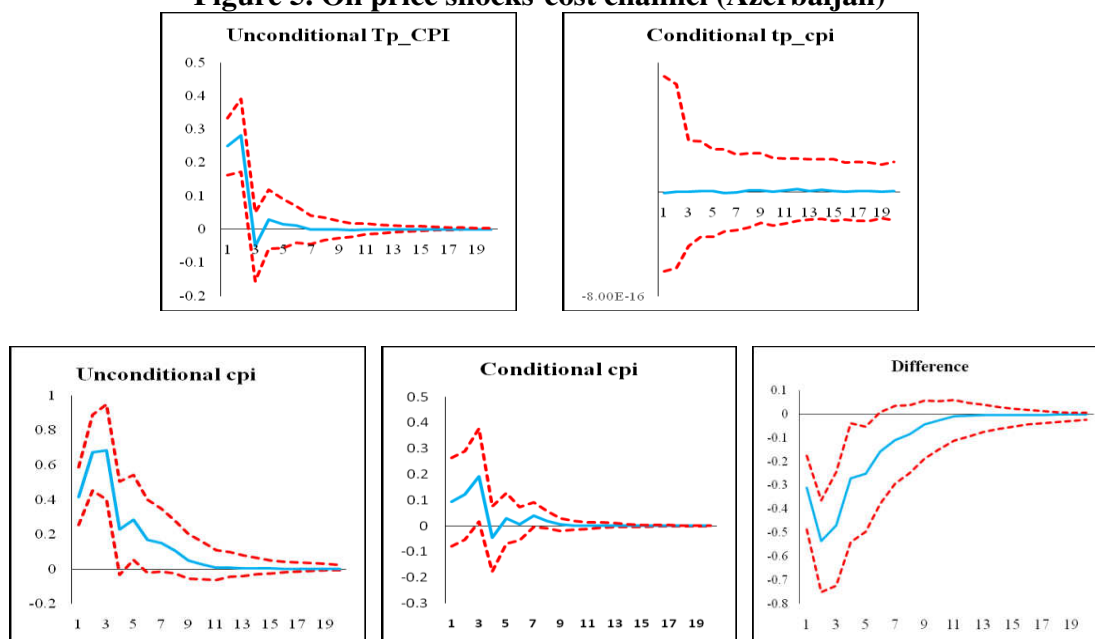 Figure 5. Oil price shocks' cost channel (Azerbaijan)
Unconditional Tp_CPI
0.5
0.4
0.3
0.2
0.1
0
-0.1
-0.2
1 3 5 7 9 11 13 15 17 19
Conditional tp_cpi
1 3 5 7 9 11 13 15 17 19
-8.00E-16
Unconditional cpi
1
0.8
0.6
0.4
0.2
0
-0.2
1 3 5 7 9 11 13 15 17 19
Conditional cpi
0.5
0.4
0.3
0.2
0.1
0
-0.1
-0.2
-0.3
1 3 5 7 9 11 13 15 17 19
Difference
0.1
0
-0.1
-0.2
-0.3
-0.4
-0.5
-0.6
-0.7
-0.8
1 3 5 7 9 11 13 15 17 19